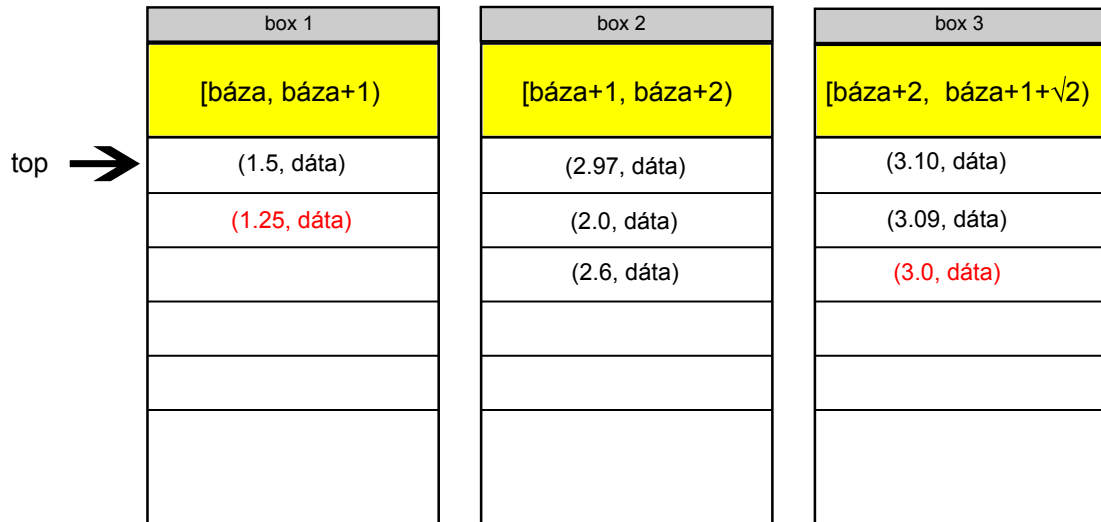 box 1
box 2
box 3
[báza, báza+1)
[báza+1, báza+2)
[báza+2, báza+1+√2)
top
(1.5, dáta)
(2.97, dáta)
(3.10, dáta)
(1.25, dáta)
(2.0, dáta)
(3.09, dáta)
(2.6, dáta)
(3.0, dáta)